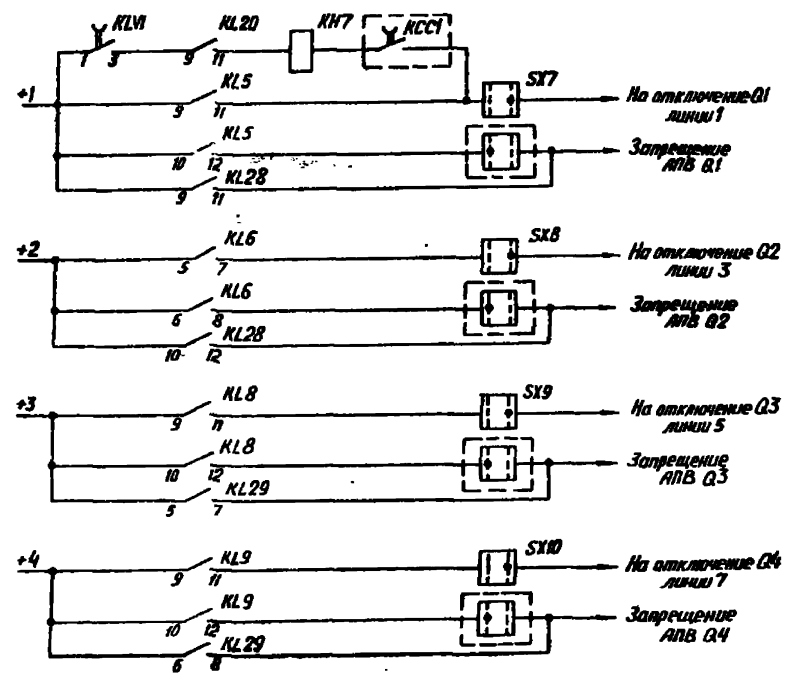 KLV1 KL20 KH7 KCC1
1 3 9 11
+1 KL5 SX7 На отключение Q1
9 11 линии 1
KL5 Запрещение
10 12 АПВ Q1
KL28
9 11
+2 KL6 SX8 На отключение Q2
5 7 линии 3
KL6 Запрещение
6 8 АПВ Q2
KL28
10 12
+3 KL8 SX9 На отключение Q3
9 11 линии 5
KL8 Запрещение
10 12 АПВ Q3
KL29
5 7
+4 KL9 SX10 На отключение Q4
9 11 линии 7
KL9 Запрещение
10 12 АПВ Q4
KL29
6 8